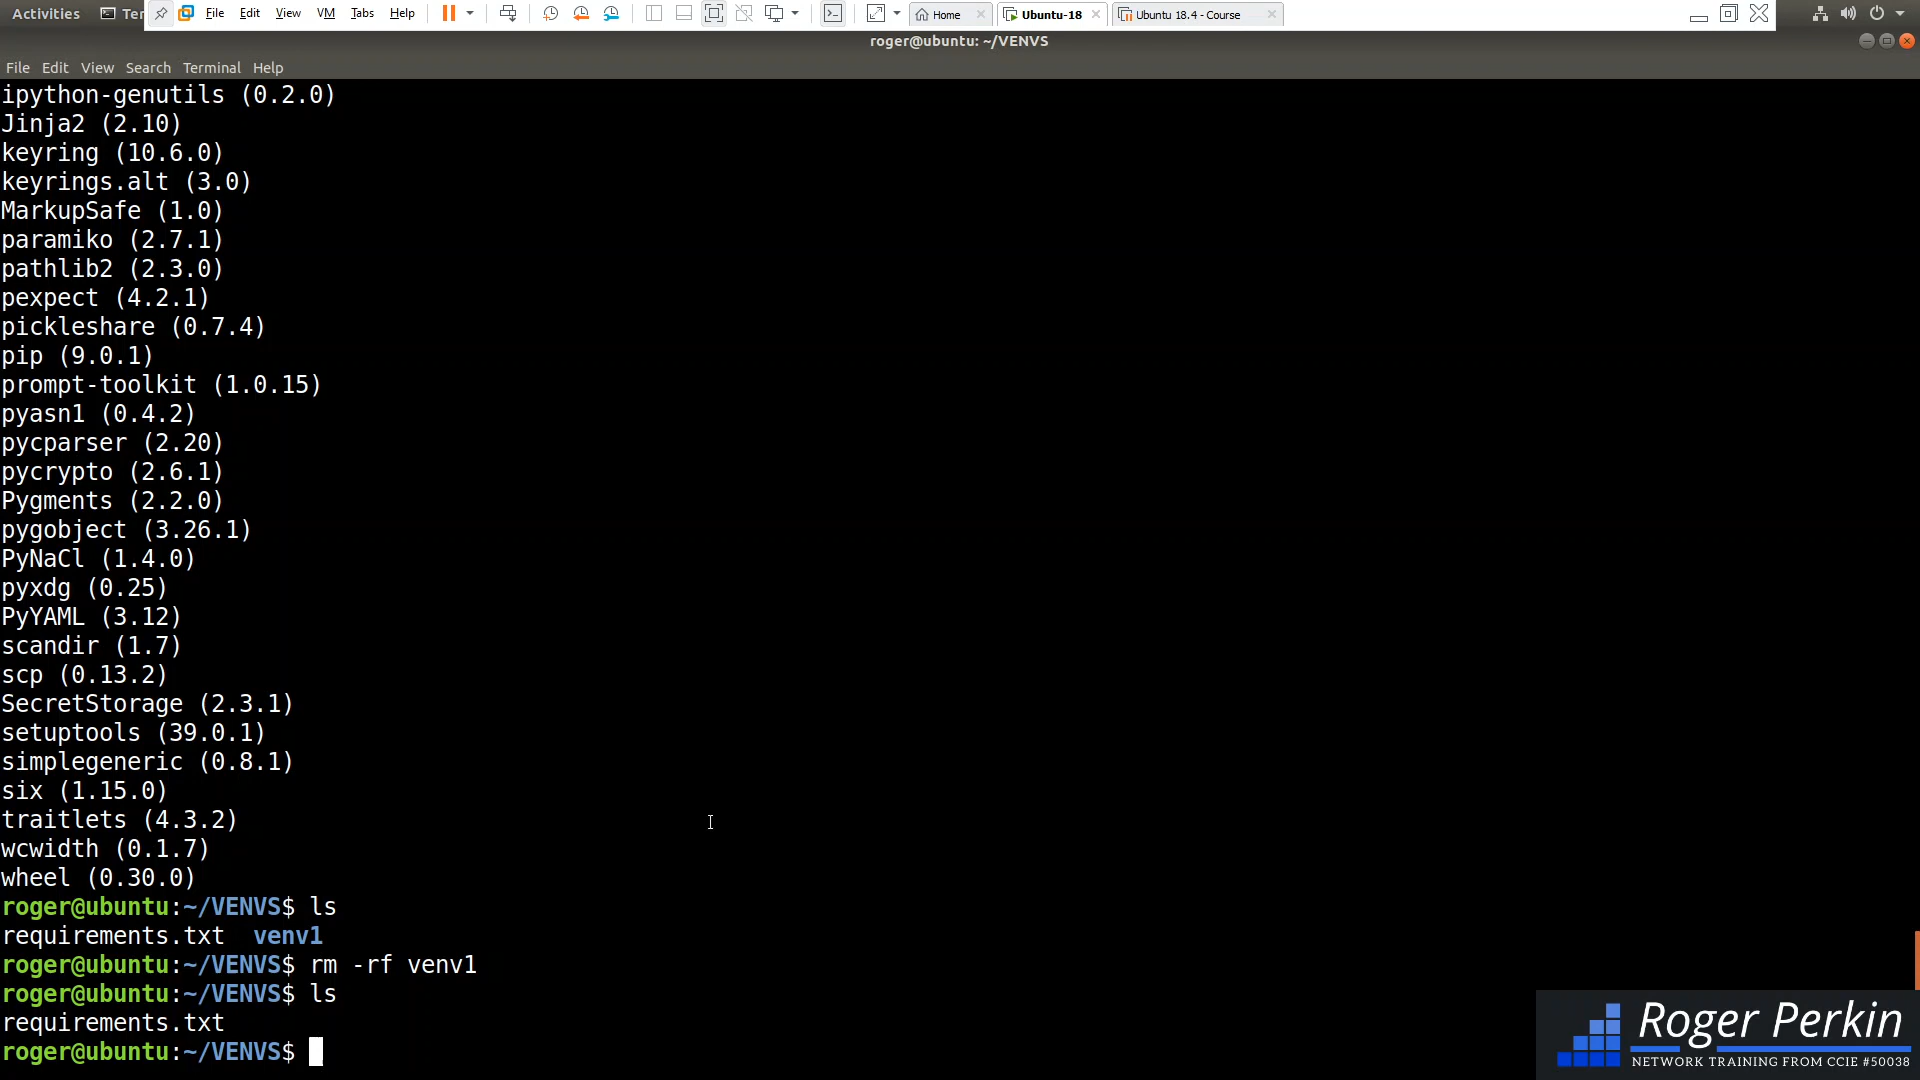 Activities Ter File Edit View VM Tabs Help Home Ubuntu-18 Ubuntu 18.4 - Course
roger@ubuntu: ~/VENVS
File Edit View Search Terminal Help
ipython-genutils (0.2.0)
Jinja2 (2.10)
keyring (10.6.0)
keyrings.alt (3.0)
MarkupSafe (1.0)
paramiko (2.7.1)
pathlib2 (2.3.0)
pexpect (4.2.1)
pickleshare (0.7.4)
pip (9.0.1)
prompt-toolkit (1.0.15)
pyasn1 (0.4.2)
pycparser (2.20)
pycrypto (2.6.1)
Pygments (2.2.0)
pygobject (3.26.1)
PyNaCl (1.4.0)
pyxdg (0.25)
PyYAML (3.12)
scandir (1.7)
scp (0.13.2)
SecretStorage (2.3.1)
setuptools (39.0.1)
simplegeneric (0.8.1)
six (1.15.0)
traitlets (4.3.2)
wcwidth (0.1.7)
wheel (0.30.0)
roger@ubuntu:~/VENVS$ ls
requirements.txt venv1
roger@ubuntu:~/VENVS$ rm -rf venv1
roger@ubuntu:~/VENVS$ ls
requirements.txt
roger@ubuntu:~/VENVS$
Roger Perkin
NETWORK TRAINING FROM CCIE #50038